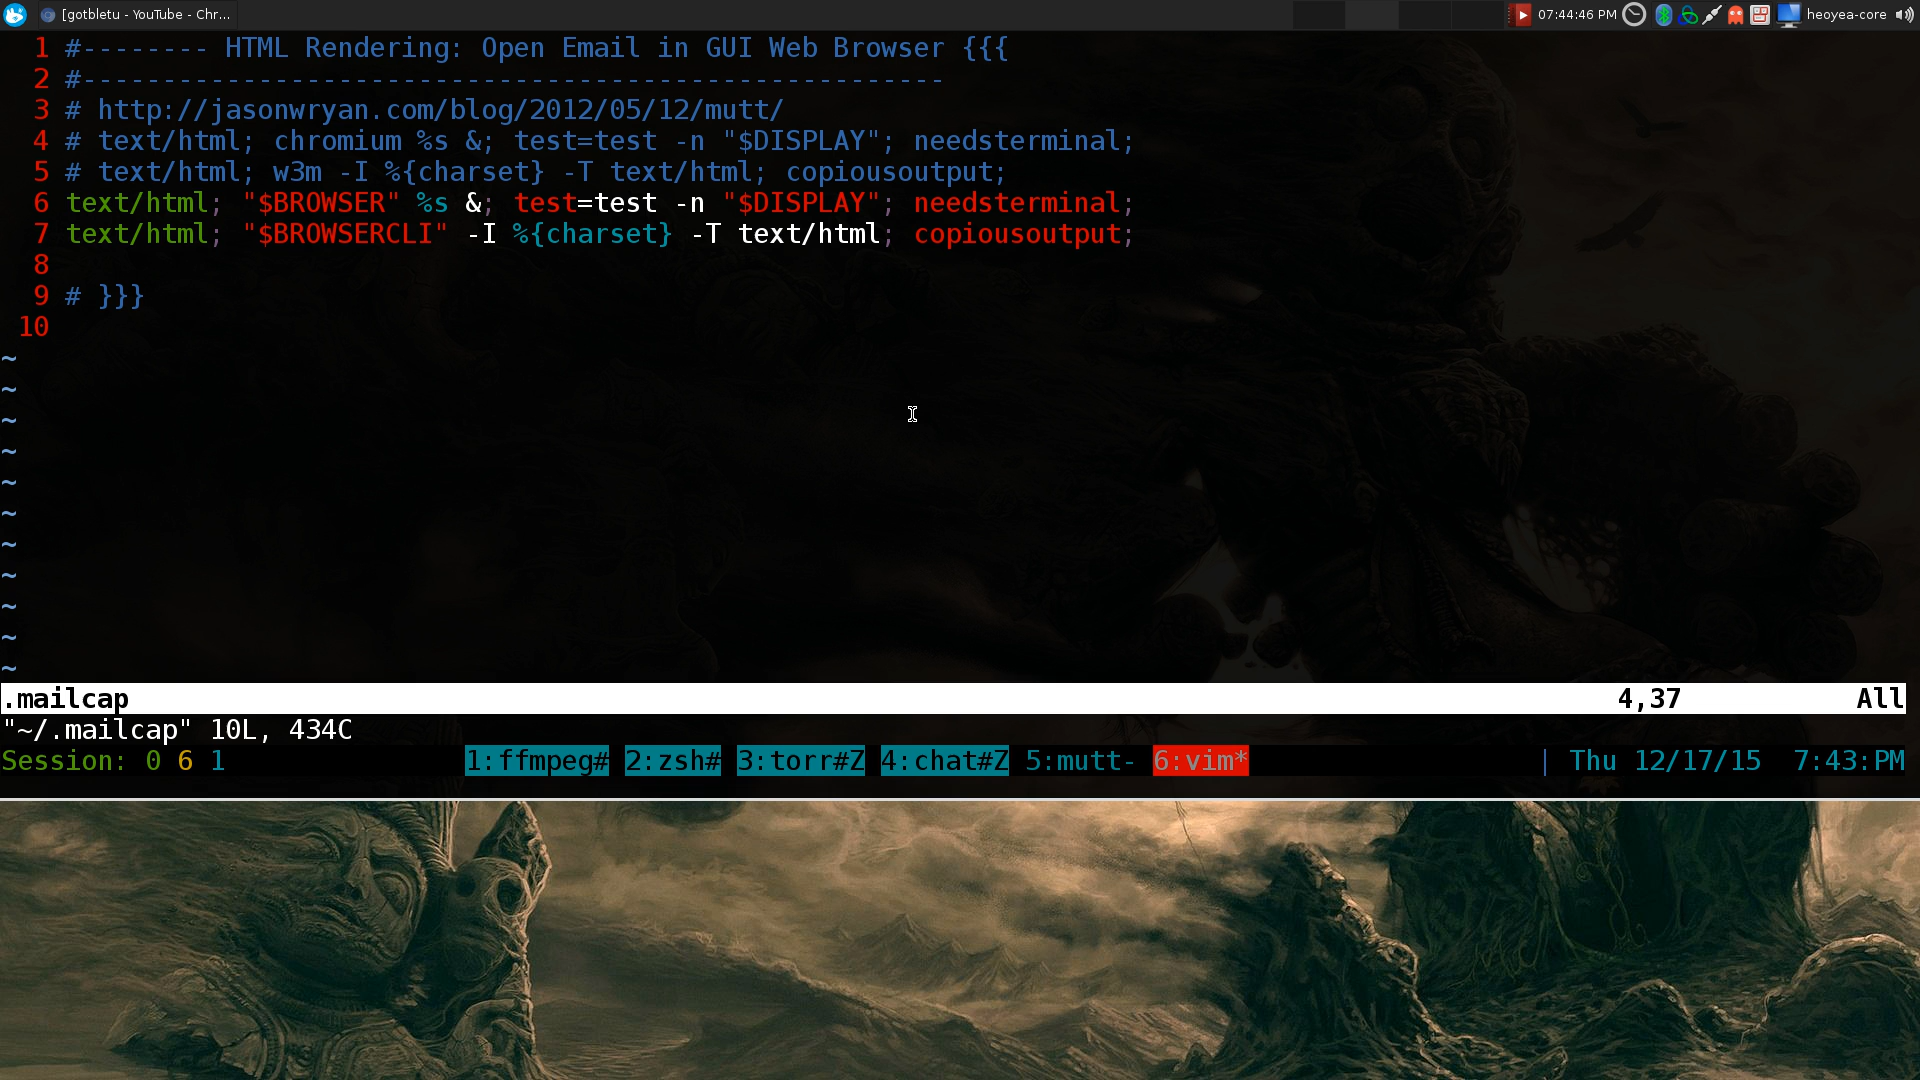 [gotbletu - YouTube - Chr... 07:44:46 PM heoyea-core
1 #-------- HTML Rendering: Open Email in GUI Web Browser {{{
2 #------------------------------------------------------
3 # http://jasonwryan.com/blog/2012/05/12/mutt/
4 # text/html; chromium %s &; test=test -n "$DISPLAY"; needsterminal;
5 # text/html; w3m -I %{charset} -T text/html; copiousoutput;
6 text/html; "$BROWSER" %s &; test=test -n "$DISPLAY"; needsterminal;
7 text/html; "$BROWSERCLI" -I %{charset} -T text/html; copiousoutput;
8
9 # }}}
10
~
~
~
~
~
~
~
~
~
~
~
.mailcap 4,37 All
"~/.mailcap" 10L, 434C
Session: 0 6 1 1:ffmpeg# 2:zsh# 3:torr#Z 4:chat#Z 5:mutt- 6:vim* | Thu 12/17/15 7:43:PM